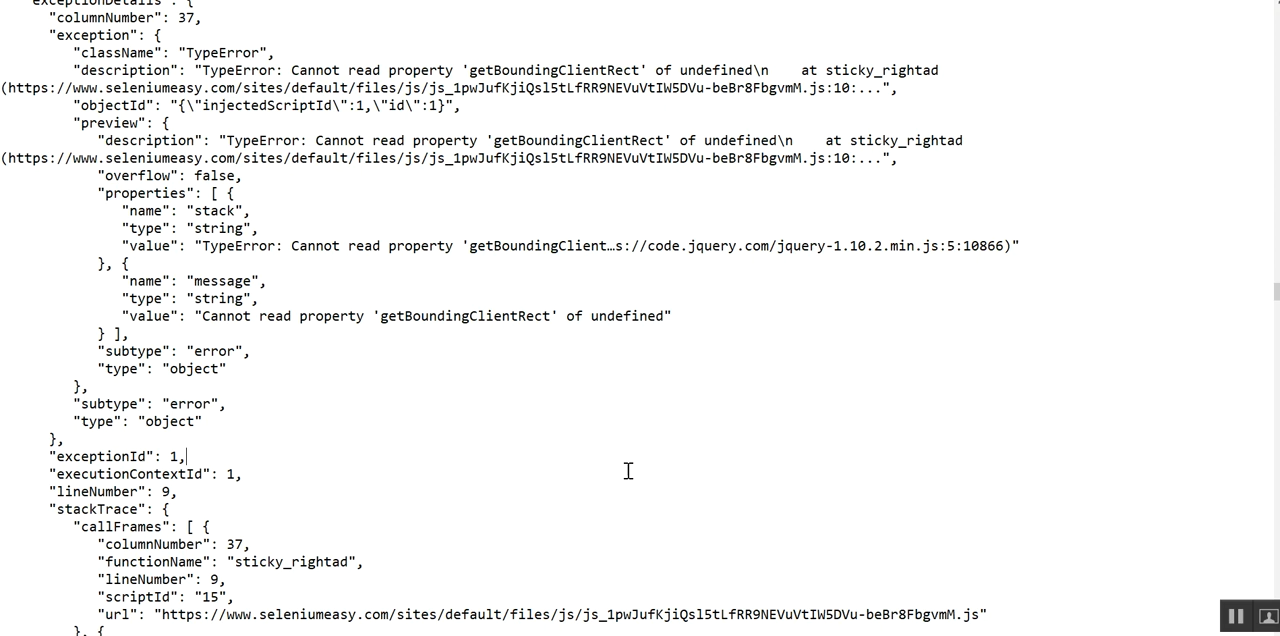 exceptionDetails": {
"columnNumber": 37,
"exception": {
"className": "TypeError",
"description": "TypeError: Cannot read property 'getBoundingClientRect' of undefined\n    at sticky_rightad
(https://www.seleniumeasy.com/sites/default/files/js/js_1pwJufKjiQsl5tLfRR9NEVuVtIW5DVu-beBr8FbgvmM.js:10:...",
"objectId": "{\"injectedScriptId\":1,\"id\":1}",
"preview": {
"description": "TypeError: Cannot read property 'getBoundingClientRect' of undefined\n    at sticky_rightad
(https://www.seleniumeasy.com/sites/default/files/js/js_1pwJufKjiQsl5tLfRR9NEVuVtIW5DVu-beBr8FbgvmM.js:10:...",
"overflow": false,
"properties": [ {
"name": "stack",
"type": "string",
"value": "TypeError: Cannot read property 'getBoundingClient…s://code.jquery.com/jquery-1.10.2.min.js:5:10866)"
}, {
"name": "message",
"type": "string",
"value": "Cannot read property 'getBoundingClientRect' of undefined"
} ],
"subtype": "error",
"type": "object"
},
"subtype": "error",
"type": "object"
},
"exceptionId": 1,
"executionContextId": 1,
"lineNumber": 9,
"stackTrace": {
"callFrames": [ {
"columnNumber": 37,
"functionName": "sticky_rightad",
"lineNumber": 9,
"scriptId": "15",
"url": "https://www.seleniumeasy.com/sites/default/files/js/js_1pwJufKjiQsl5tLfRR9NEVuVtIW5DVu-beBr8FbgvmM.js"
}, {